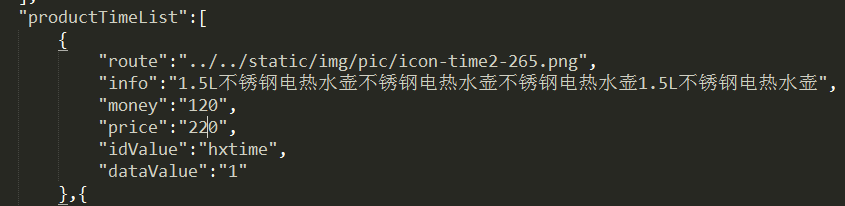 ],
"productTimeList":[
{
"route":"../../static/img/pic/icon-time2-265.png",
"info":"1.5L不锈钢电热水壶不锈钢电热水壶不锈钢电热水壶1.5L不锈钢电热水壶",
"money":"120",
"price":"220",
"idValue":"hxtime",
"dataValue":"1"
},{